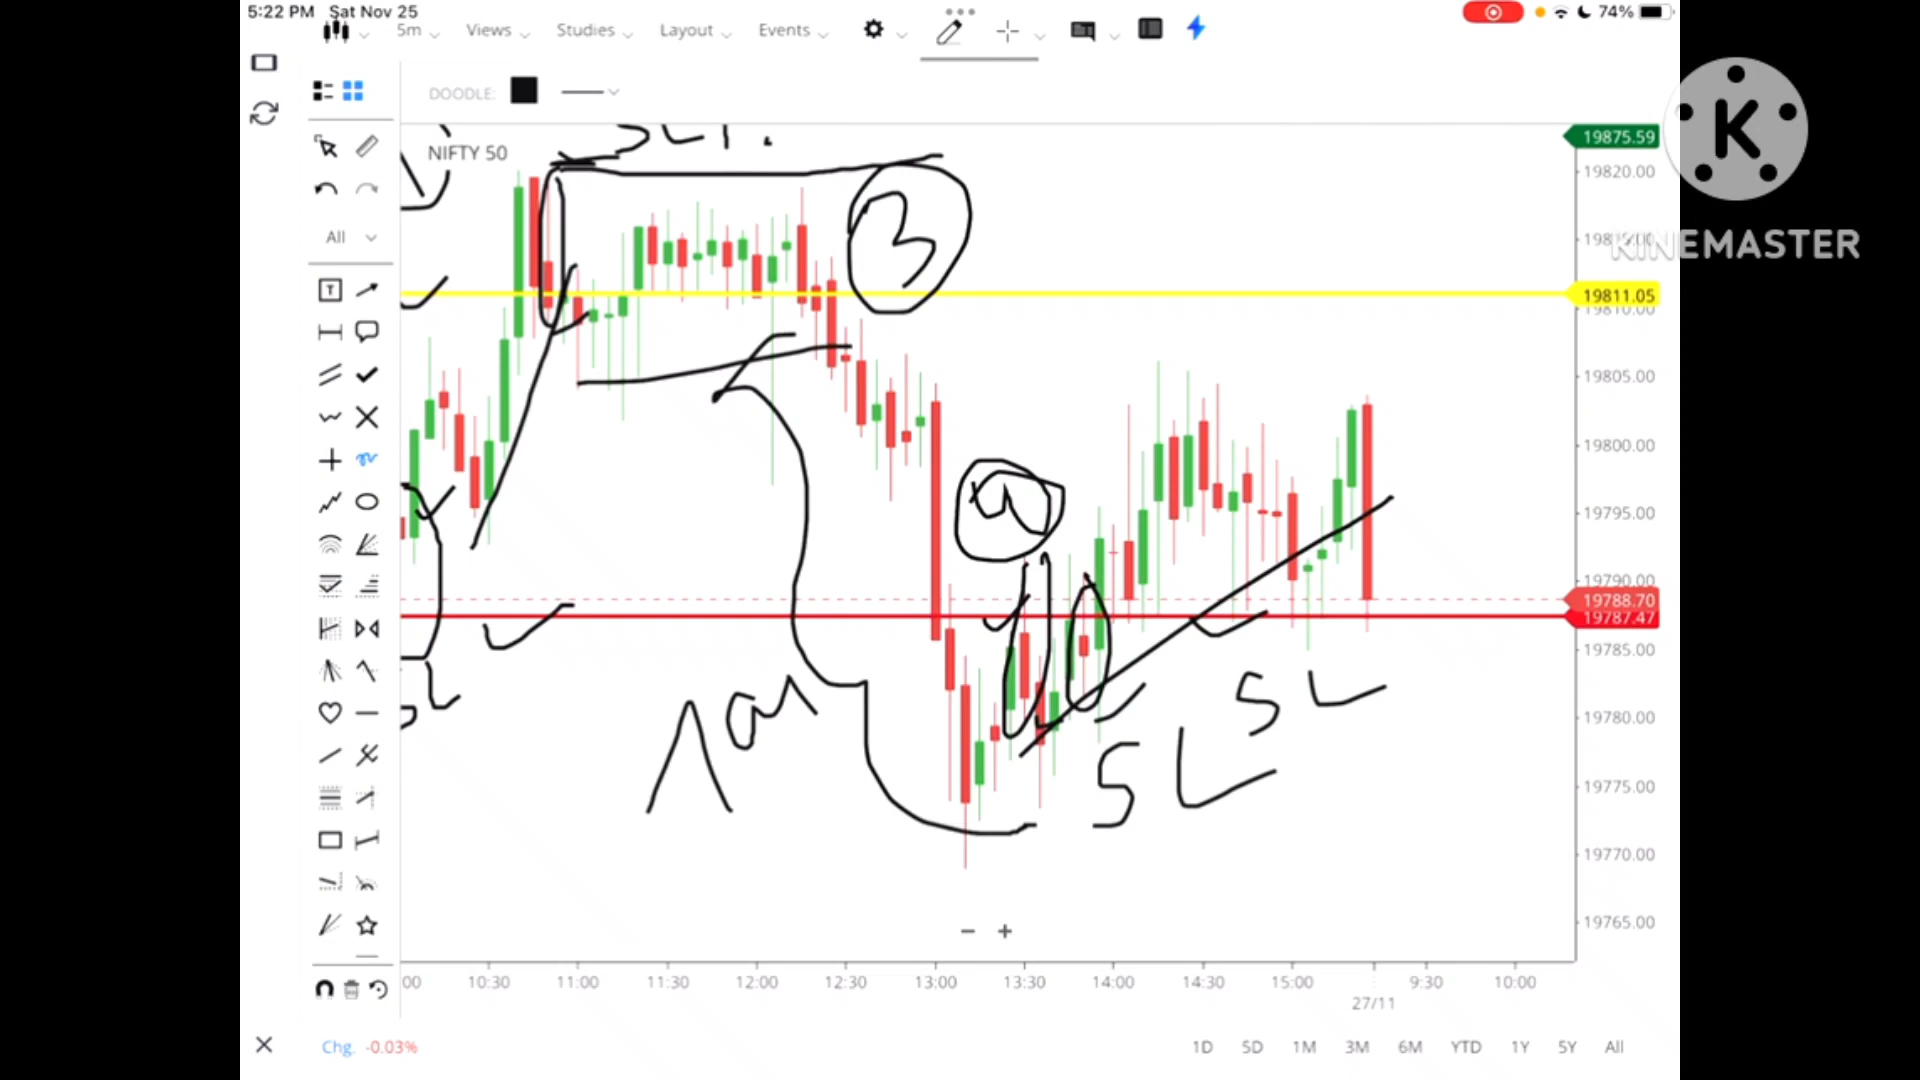 5:22 PM Sat Nov 25
74%
5m Views Studies Layout Events
DOODLE:
NIFTY 50
All
T
3
SL
SL
19875.59
19820.00
19811.05
19810.00
19805.00
19800.00
19795.00
19790.00
19788.70
19787.47
19785.00
19780.00
19775.00
19770.00
19765.00
K
KINEMASTER
- +
:00 10:30 11:00 11:30 12:00 12:30 13:00 13:30 14:00 14:30 15:00 9:30 10:00
27/11
Chg. -0.03%
1D 5D 1M 3M 6M YTD 1Y 5Y All